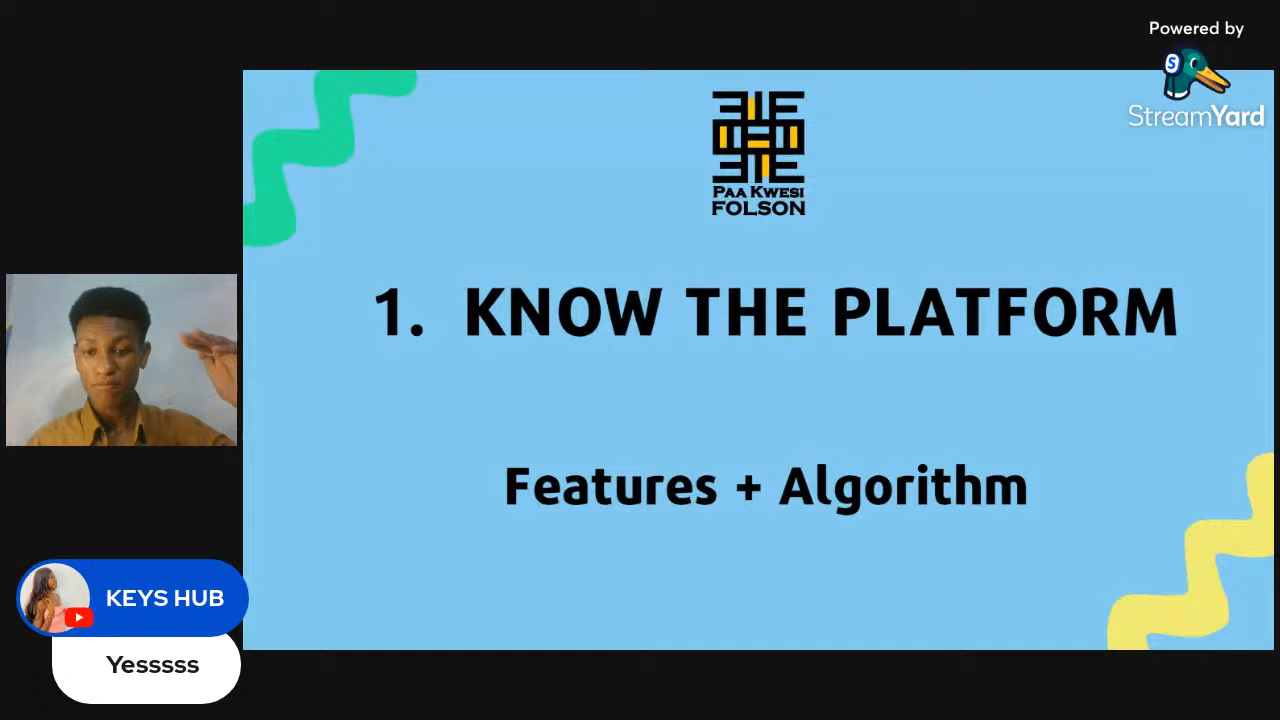 Powered by
StreamYard
PAA KWESI
FOLSON
1. KNOW THE PLATFORM
Features + Algorithm
KEYS HUB
Yesssss